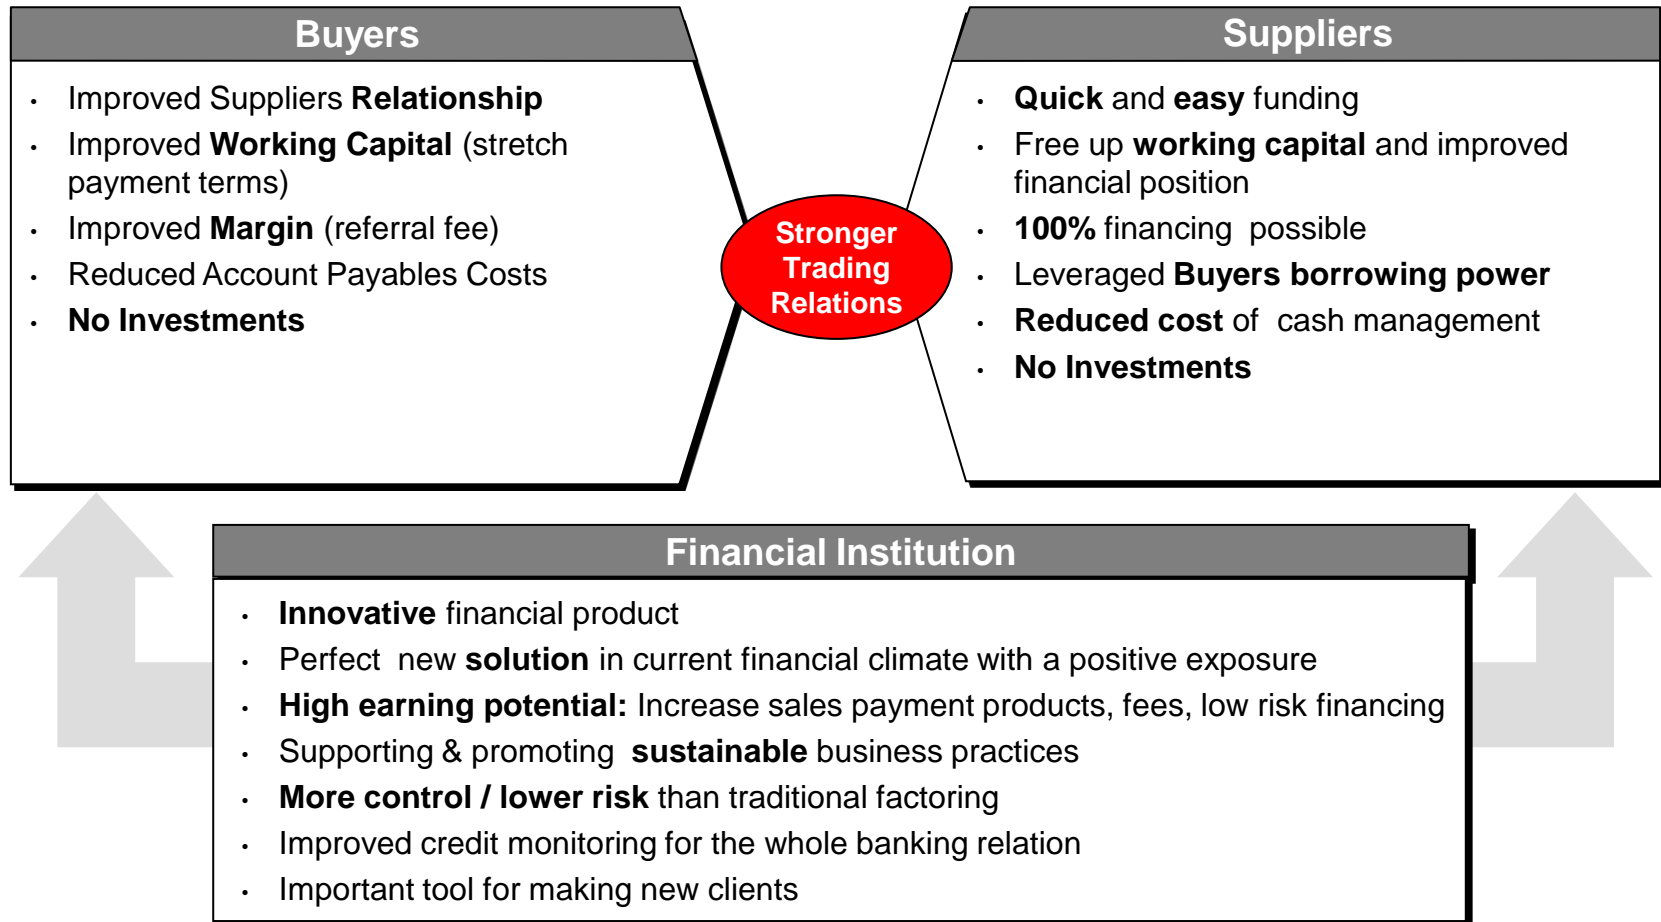 Buyers
• Improved Suppliers Relationship
• Improved Working Capital (stretch
payment terms)
• Improved Margin (referral fee)
• Reduced Account Payables Costs
• No Investments
Stronger
Trading
Relations
Suppliers
• Quick and easy funding
• Free up working capital and improved
financial position
• 100% financing possible
• Leveraged Buyers borrowing power
• Reduced cost of cash management
• No Investments
Financial Institution
• Innovative financial product
• Perfect new solution in current financial climate with a positive exposure
• High earning potential: Increase sales payment products, fees, low risk financing
• Supporting & promoting sustainable business practices
• More control / lower risk than traditional factoring
• Improved credit monitoring for the whole banking relation
• Important tool for making new clients